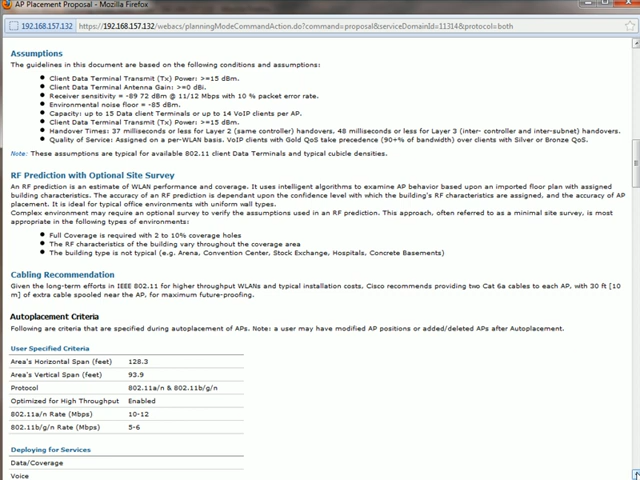 AP Placement Proposal - Mozilla Firefox
192.168.157.132 https://192.168.157.132/webacs/planningModeCommandAction.do?command=proposal&serviceDomainId=11314&protocol=both
Assumptions
The guidelines in this document are based on the following conditions and assumptions:
• Client Data Terminal Transmit (Tx) Power: >=15 dBm.
• Client Data Terminal Antenna Gain: >=0 dBi.
• Receiver sensitivity = -89 72 dBm @ 11/12 Mbps with 10 % packet error rate.
• Environmental noise floor = -85 dBm.
• Capacity: up to 15 Data client Terminals or up to 14 VoIP clients per AP.
• Client Data Terminal Transmit (Tx) Power: >=15 dBm.
• Handover Times: 37 milliseconds or less for Layer 2 (same controller) handovers, 48 milliseconds or less for Layer 3 (inter- controller and inter-subnet) handovers.
• Quality of Service: Assigned on a per-WLAN basis. VoIP clients with Gold QoS take precedence (90+% of bandwidth) over clients with Silver or Bronze QoS.
Note: These assumptions are typical for available 802.11 client Data Terminals and typical cubicle densities.
RF Prediction with Optional Site Survey
An RF prediction is an estimate of WLAN performance and coverage. It uses intelligent algorithms to examine AP behavior based upon an imported floor plan with assigned
building characteristics. The accuracy of an RF prediction is dependant upon the confidence level with which the building's RF characteristics are assigned, and the accuracy of AP
placement. It is ideal for typical office environments with uniform wall types.
Complex environment may require an optional survey to verify the assumptions used in an RF prediction. This approach, often referred to as a minimal site survey, is most
appropriate in the following types of environments:
• Full Coverage is required with 2 to 10% coverage holes
• The RF characteristics of the building vary throughout the coverage area
• The building type is not typical (e.g. Arena, Convention Center, Stock Exchange, Hospitals, Concrete Basements)
Cabling Recommendation
Given the long-term efforts in IEEE 802.11 for higher throughput WLANs and typical installation costs, Cisco recommends providing two Cat 6a cables to each AP, with 30 ft [10
m] of extra cable spooled near the AP, for maximum future-proofing.
Autoplacement Criteria
Following are criteria that are specified during autoplacement of APs. Note: a user may have modified AP positions or added/deleted APs after Autoplacement.
User Specified Criteria
Area's Horizontal Span (feet) 128.3
Area's Vertical Span (feet) 93.9
Protocol 802.11a/n & 802.11b/g/n
Optimized for High Throughput Enabled
802.11a/n Rate (Mbps) 10-12
802.11b/g/n Rate (Mbps) 5-6
Deploying for Services
Data/Coverage
Voice